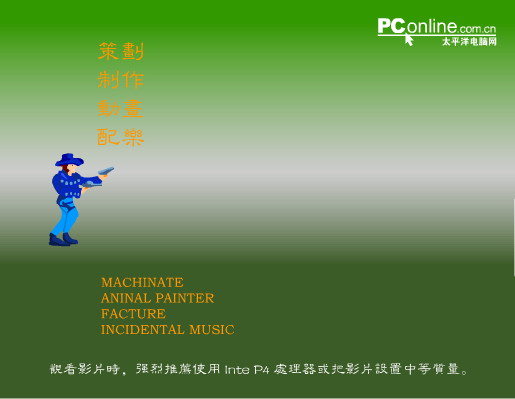 PConline.com.cn
太平洋电脑网
策劃
制作
動畫
配樂
MACHINATE
ANINAL PAINTER
FACTURE
INCIDENTAL MUSIC
觀看影片時，强烈推薦使用 Inte P4 處理器或把影片設置中等質量。